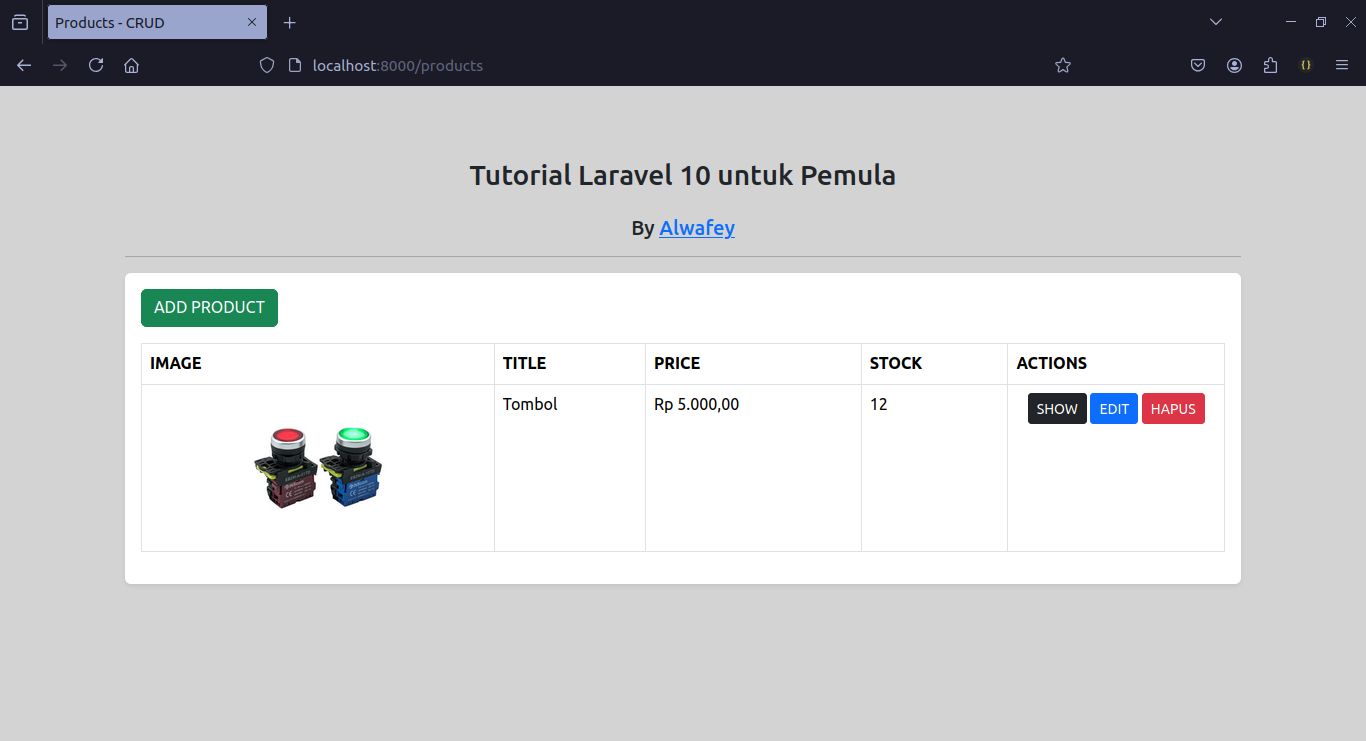 Products - CRUD
localhost:8000/products
Tutorial Laravel 10 untuk Pemula
By Alwafey
ADD PRODUCT
IMAGE TITLE PRICE STOCK ACTIONS
Tombol Rp 5.000,00 12 SHOW EDIT HAPUS